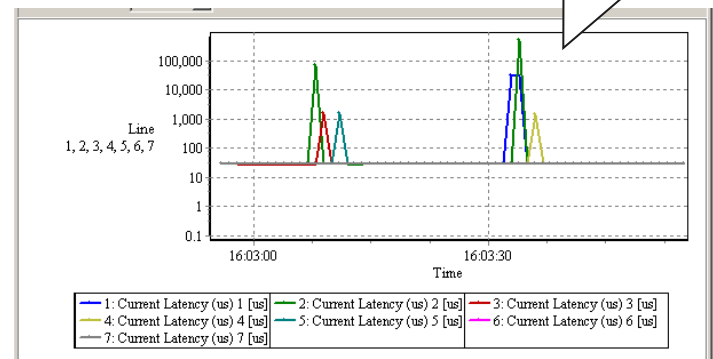 100,000
10,000
1,000
100
10
1
0.1
Line
1, 2, 3, 4, 5, 6, 7
16:03:00 16:03:30
Time
1: Current Latency (us) 1 [us] 2: Current Latency (us) 2 [us] 3: Current Latency (us) 3 [us]
4: Current Latency (us) 4 [us] 5: Current Latency (us) 5 [us] 6: Current Latency (us) 6 [us]
7: Current Latency (us) 7 [us]